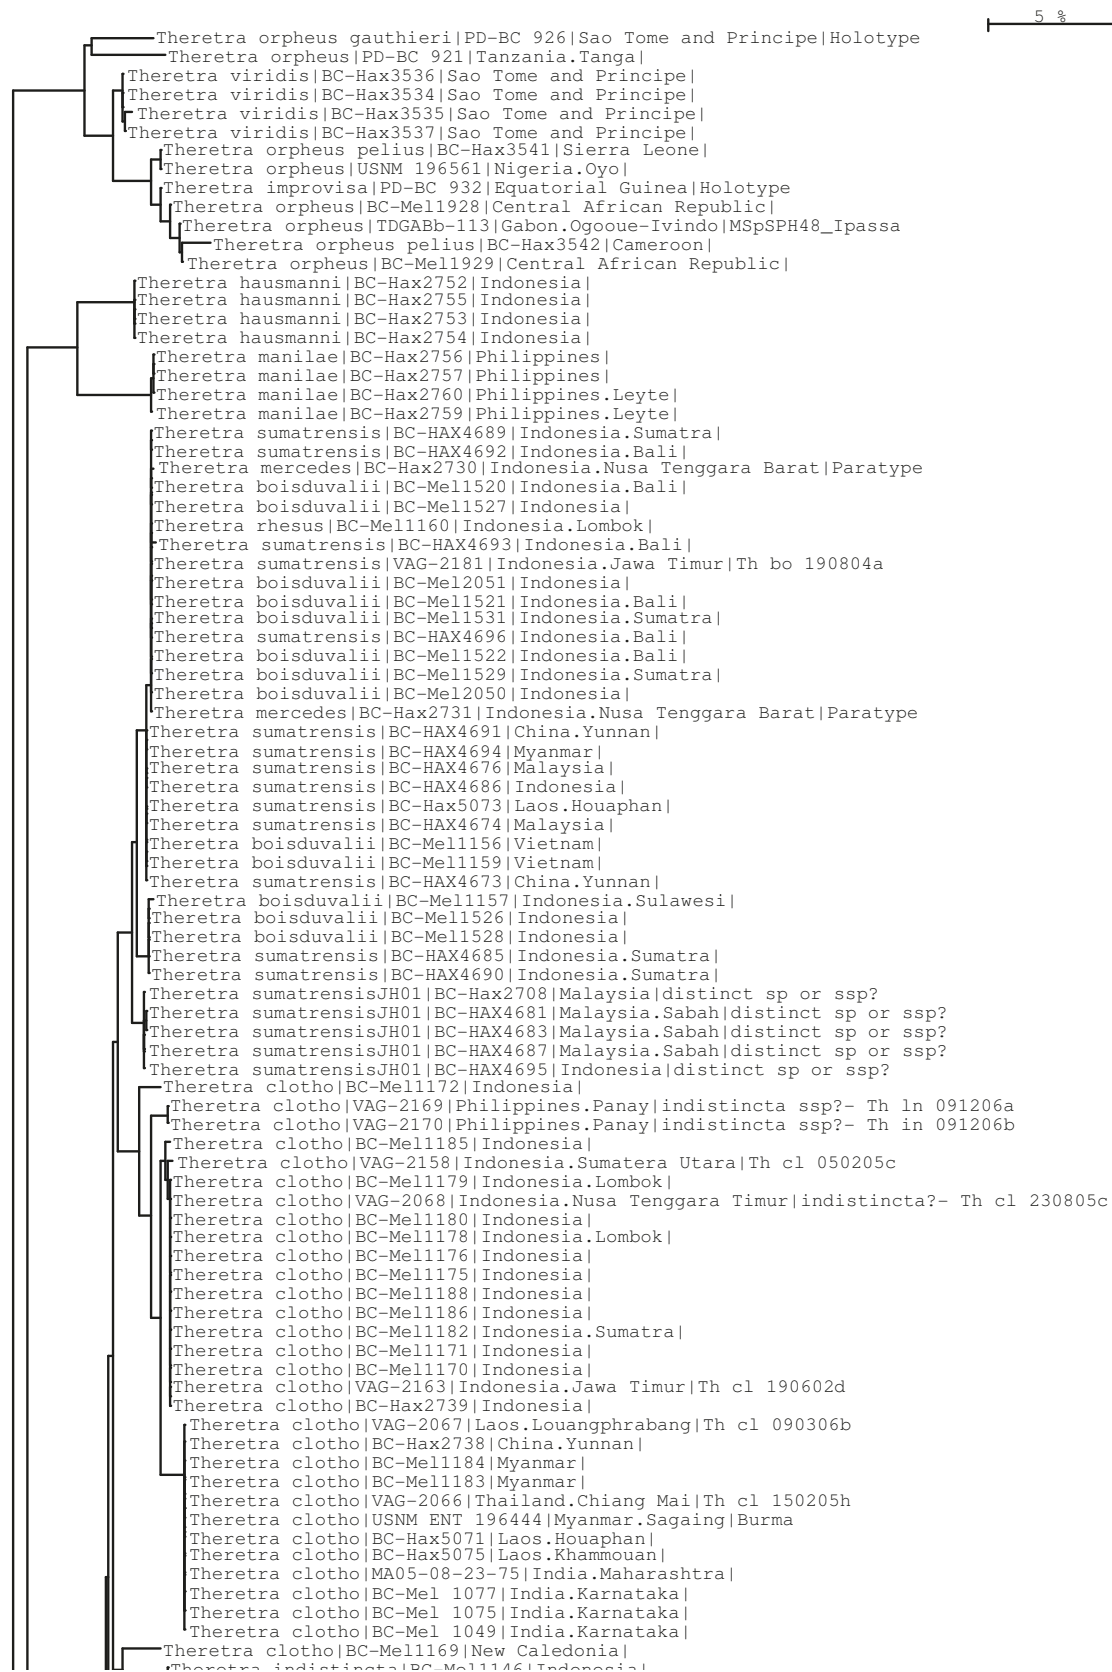 5 %
Theretra orpheus gauthieri|PD-BC 926|Sao Tome and Principe|Holotype
Theretra orpheus|PD-BC 921|Tanzania.Tanga|
Theretra viridis|BC-Hax3536|Sao Tome and Principe|
Theretra viridis|BC-Hax3534|Sao Tome and Principe|
Theretra viridis|BC-Hax3535|Sao Tome and Principe|
Theretra viridis|BC-Hax3537|Sao Tome and Principe|
Theretra orpheus pelius|BC-Hax3541|Sierra Leone|
Theretra orpheus|USNM 196561|Nigeria.Oyo|
Theretra improvisa|PD-BC 932|Equatorial Guinea|Holotype
Theretra orpheus|BC-Mel1928|Central African Republic|
Theretra orpheus|TDGABb-113|Gabon.Ogooue-Ivindo|MSpSPH48_Ipassa
Theretra orpheus pelius|BC-Hax3542|Cameroon|
Theretra orpheus|BC-Mel1929|Central African Republic|
Theretra hausmanni|BC-Hax2752|Indonesia|
Theretra hausmanni|BC-Hax2755|Indonesia|
Theretra hausmanni|BC-Hax2753|Indonesia|
Theretra hausmanni|BC-Hax2754|Indonesia|
Theretra manilae|BC-Hax2756|Philippines|
Theretra manilae|BC-Hax2757|Philippines|
Theretra manilae|BC-Hax2760|Philippines.Leyte|
Theretra manilae|BC-Hax2759|Philippines.Leyte|
Theretra sumatrensis|BC-HAX4689|Indonesia.Sumatra|
Theretra sumatrensis|BC-HAX4692|Indonesia.Bali|
Theretra mercedes|BC-Hax2730|Indonesia.Nusa Tenggara Barat|Paratype
Theretra boisduvalii|BC-Mel1520|Indonesia.Bali|
Theretra boisduvalii|BC-Mel1527|Indonesia|
Theretra rhesus|BC-Mel1160|Indonesia.Lombok|
Theretra sumatrensis|BC-HAX4693|Indonesia.Bali|
Theretra sumatrensis|VAG-2181|Indonesia.Jawa Timur|Th bo 190804a
Theretra boisduvalii|BC-Mel2051|Indonesia|
Theretra boisduvalii|BC-Mel1521|Indonesia.Bali|
Theretra boisduvalii|BC-Mel1531|Indonesia.Sumatra|
Theretra sumatrensis|BC-HAX4696|Indonesia.Bali|
Theretra boisduvalii|BC-Mel1522|Indonesia.Bali|
Theretra boisduvalii|BC-Mel1529|Indonesia.Sumatra|
Theretra boisduvalii|BC-Mel2050|Indonesia|
Theretra mercedes|BC-Hax2731|Indonesia.Nusa Tenggara Barat|Paratype
Theretra sumatrensis|BC-HAX4691|China.Yunnan|
Theretra sumatrensis|BC-HAX4694|Myanmar|
Theretra sumatrensis|BC-HAX4676|Malaysia|
Theretra sumatrensis|BC-HAX4686|Indonesia|
Theretra sumatrensis|BC-Hax5073|Laos.Houaphan|
Theretra sumatrensis|BC-HAX4674|Malaysia|
Theretra boisduvalii|BC-Mel1156|Vietnam|
Theretra boisduvalii|BC-Mel1159|Vietnam|
Theretra sumatrensis|BC-HAX4673|China.Yunnan|
Theretra boisduvalii|BC-Mel1157|Indonesia.Sulawesi|
Theretra boisduvalii|BC-Mel1526|Indonesia|
Theretra boisduvalii|BC-Mel1528|Indonesia|
Theretra sumatrensis|BC-HAX4685|Indonesia.Sumatra|
Theretra sumatrensis|BC-HAX4690|Indonesia.Sumatra|
Theretra sumatrensisJH01|BC-Hax2708|Malaysia|distinct sp or ssp?
Theretra sumatrensisJH01|BC-HAX4681|Malaysia.Sabah|distinct sp or ssp?
Theretra sumatrensisJH01|BC-HAX4683|Malaysia.Sabah|distinct sp or ssp?
Theretra sumatrensisJH01|BC-HAX4687|Malaysia.Sabah|distinct sp or ssp?
Theretra sumatrensisJH01|BC-HAX4695|Indonesia|distinct sp or ssp?
Theretra clotho|BC-Mel1172|Indonesia|
Theretra clotho|VAG-2169|Philippines.Panay|indistincta ssp?- Th ln 091206a
Theretra clotho|VAG-2170|Philippines.Panay|indistincta ssp?- Th in 091206b
Theretra clotho|BC-Mel1185|Indonesia|
Theretra clotho|VAG-2158|Indonesia.Sumatera Utara|Th cl 050205c
Theretra clotho|BC-Mel1179|Indonesia.Lombok|
Theretra clotho|VAG-2068|Indonesia.Nusa Tenggara Timur|indistincta?- Th cl 230805c
Theretra clotho|BC-Mel1180|Indonesia|
Theretra clotho|BC-Mel1178|Indonesia.Lombok|
Theretra clotho|BC-Mel1176|Indonesia|
Theretra clotho|BC-Mel1175|Indonesia|
Theretra clotho|BC-Mel1188|Indonesia|
Theretra clotho|BC-Mel1186|Indonesia|
Theretra clotho|BC-Mel1182|Indonesia.Sumatra|
Theretra clotho|BC-Mel1171|Indonesia|
Theretra clotho|BC-Mel1170|Indonesia|
Theretra clotho|VAG-2163|Indonesia.Jawa Timur|Th cl 190602d
Theretra clotho|BC-Hax2739|Indonesia|
Theretra clotho|VAG-2067|Laos.Louangphrabang|Th cl 090306b
Theretra clotho|BC-Hax2738|China.Yunnan|
Theretra clotho|BC-Mel1184|Myanmar|
Theretra clotho|BC-Mel1183|Myanmar|
Theretra clotho|VAG-2066|Thailand.Chiang Mai|Th cl 150205h
Theretra clotho|USNM ENT 196444|Myanmar.Sagaing|Burma
Theretra clotho|BC-Hax5071|Laos.Houaphan|
Theretra clotho|BC-Hax5075|Laos.Khammouan|
Theretra clotho|MA05-08-23-75|India.Maharashtra|
Theretra clotho|BC-Mel 1077|India.Karnataka|
Theretra clotho|BC-Mel 1075|India.Karnataka|
Theretra clotho|BC-Mel 1049|India.Karnataka|
Theretra clotho|BC-Mel1169|New Caledonia|
Theretra indistincta|BC-Mel1146|Indonesia|